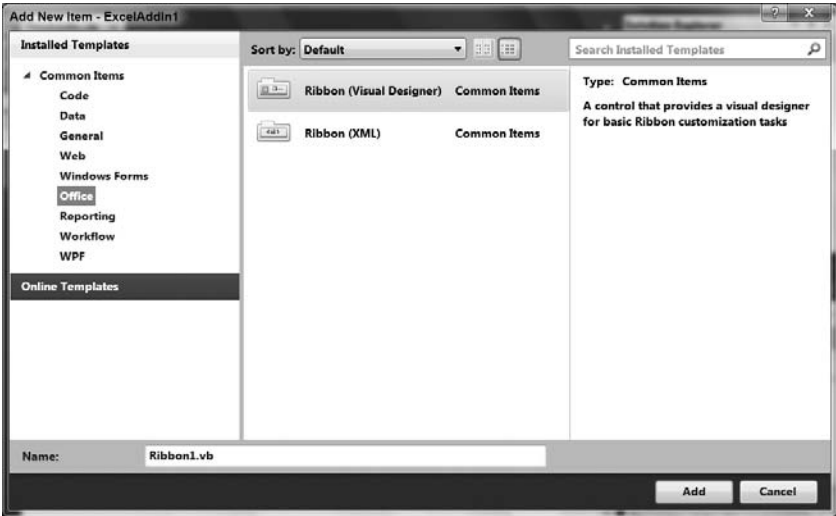 Add New Item - ExcelAddIn1
Installed Templates
Common Items
Code
Data
General
Web
Windows Forms
Office
Reporting
Workflow
WPF
Online Templates
Sort by: Default
Ribbon (Visual Designer) Common Items
Ribbon (XML) Common Items
Search Installed Templates
Type: Common Items
A control that provides a visual designer
for basic Ribbon customization tasks
Name: Ribbon1.vb
Add Cancel